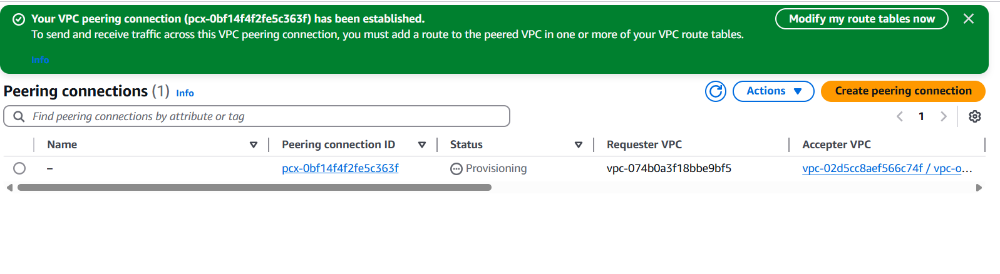 Your VPC peering connection (pcx-0bf14f4f2fe5c363f) has been established.
Modify my route tables now
To send and receive traffic across this VPC peering connection, you must add a route to the peered VPC in one or more of your VPC route tables.
Info
Peering connections (1) Info
Actions
Create peering connection
Find peering connections by attribute or tag
1
Name Peering connection ID Status Requester VPC Accepter VPC
– pcx-0bf14f4f2fe5c363f Provisioning vpc-074b0a3f18bbe9bf5 vpc-02d5cc8aef566c74f / vpc-o...